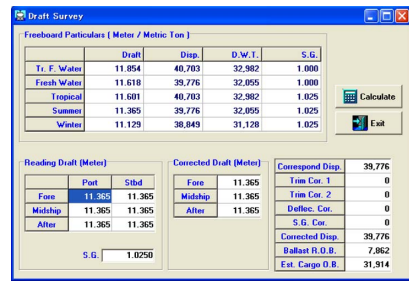 Draft Survey
Freeboard Particulars ( Meter / Metric Ton )
Draft Disp. D.W.T. S.G.
Tr. F. Water 11.854 40,703 32,982 1.000
Fresh Water 11.618 39,776 32,055 1.000
Tropical 11.601 40,703 32,982 1.025
Summer 11.365 39,776 32,055 1.025
Winter 11.129 38,849 31,128 1.025
Calculate
Exit
Reading Draft (Meter)
Port Stbd
Fore 11.365 11.365
Midship 11.365 11.365
After 11.365 11.365
S.G. 1.0250
Corrected Draft (Meter)
Fore 11.365
Midship 11.365
After 11.365
Correspond Disp. 39,776
Trim Cor. 1 0
Trim Cor. 2 0
Deflec. Cor. 0
S.G. Cor. 0
Corrected Disp. 39,776
Ballast R.O.B. 7,862
Est. Cargo O.B. 31,914